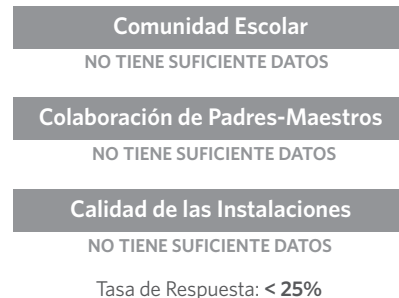 Comunidad Escolar
NO TIENE SUFICIENTE DATOS
Colaboración de Padres-Maestros
NO TIENE SUFICIENTE DATOS
Calidad de las Instalaciones
NO TIENE SUFICIENTE DATOS
Tasa de Respuesta: < 25%